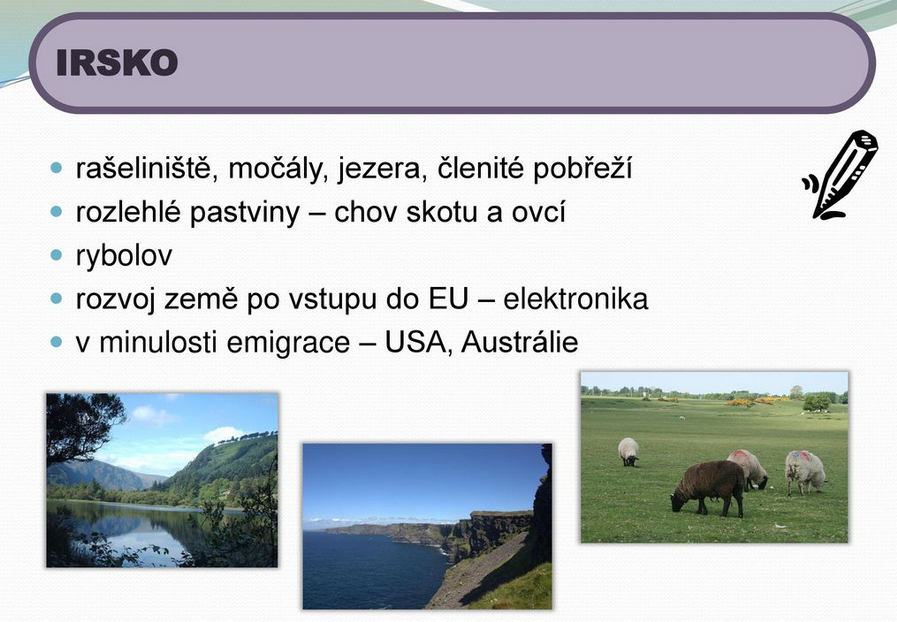 IRSKO
rašeliniště, močály, jezera, členité pobřeží
rozlehlé pastviny – chov skotu a ovcí
rybolov
rozvoj země po vstupu do EU – elektronika
v minulosti emigrace – USA, Austrálie